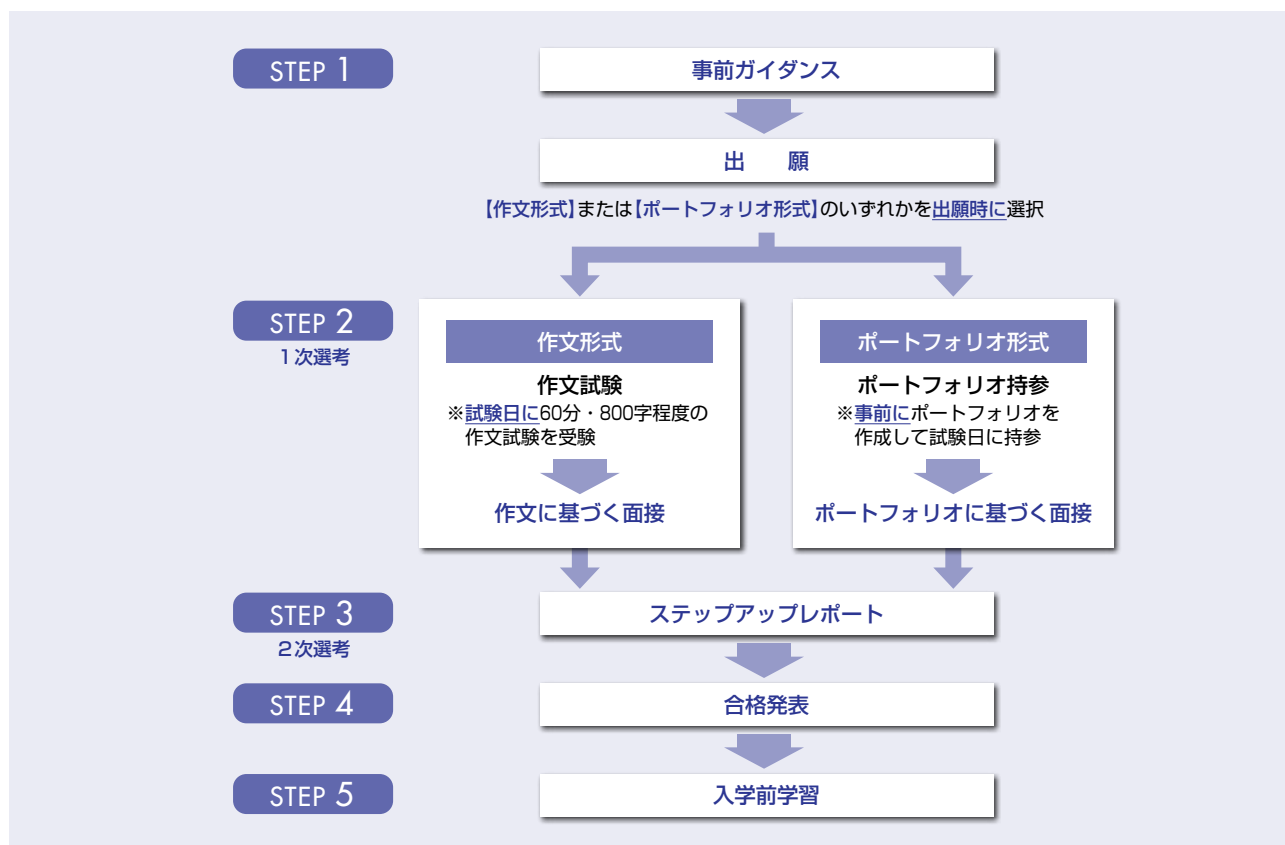 STEP 1
事前ガイダンス
出　願
【作文形式】または【ポートフォリオ形式】のいずれかを出願時に選択
STEP 2
1次選考
作文形式
作文試験
※試験日に60分・800字程度の
作文試験を受験
作文に基づく面接
ポートフォリオ形式
ポートフォリオ持参
※事前にポートフォリオを
作成して試験日に持参
ポートフォリオに基づく面接
STEP 3
2次選考
ステップアップレポート
STEP 4
合格発表
STEP 5
入学前学習